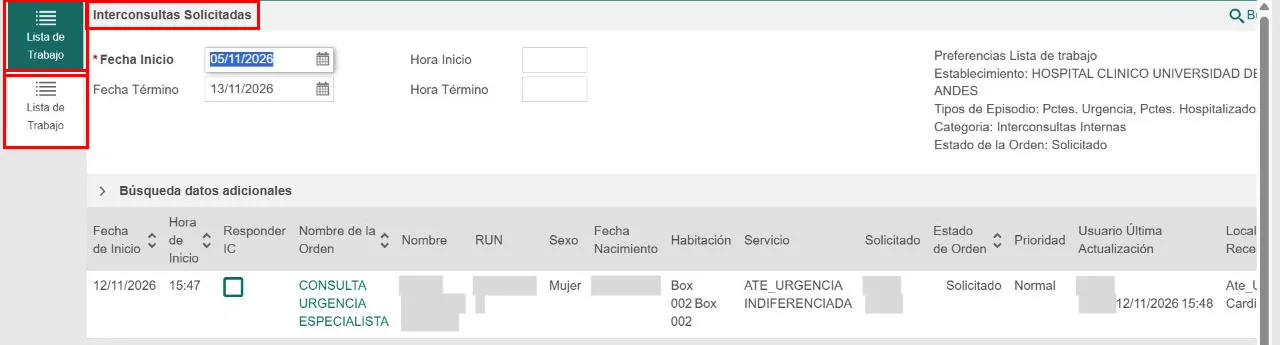 Lista de
Trabajo
Lista de
Trabajo
Interconsultas Solicitadas
* Fecha Inicio 05/11/2026 Hora Inicio
Fecha Término 13/11/2026 Hora Término
Preferencias Lista de trabajo
Establecimiento: HOSPITAL CLINICO UNIVERSIDAD DE
ANDES
Tipos de Episodio: Pctes. Urgencia, Pctes. Hospitalizado
Categoria: Interconsultas Internas
Estado de la Orden: Solicitado
Búsqueda datos adicionales
Fecha
de Inicio
Hora
de
Inicio
Responder
IC
Nombre de la
Orden
Nombre
RUN
Sexo
Fecha
Nacimiento
Habitación
Servicio
Solicitado
Estado
de Orden
Prioridad
Usuario Última
Actualización
Local
Rece
12/11/2026
15:47
CONSULTA
URGENCIA
ESPECIALISTA
Mujer
Box
002 Box
002
ATE_URGENCIA
INDIFERENCIADA
Solicitado
Normal
12/11/2026 15:48
Ate_U
Cardi